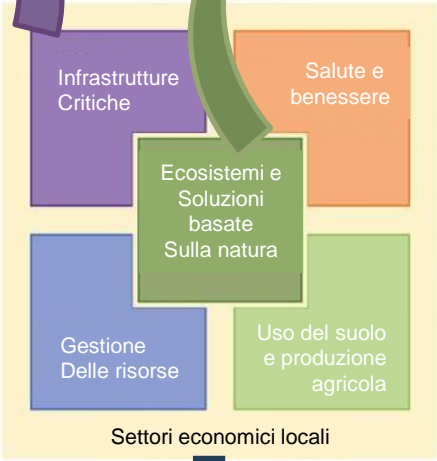 Infrastrutture
Critiche
Salute e
benessere
Ecosistemi e
Soluzioni
basate
Sulla natura
Gestione
Delle risorse
Uso del suolo
e produzione
agricola
Settori economici locali